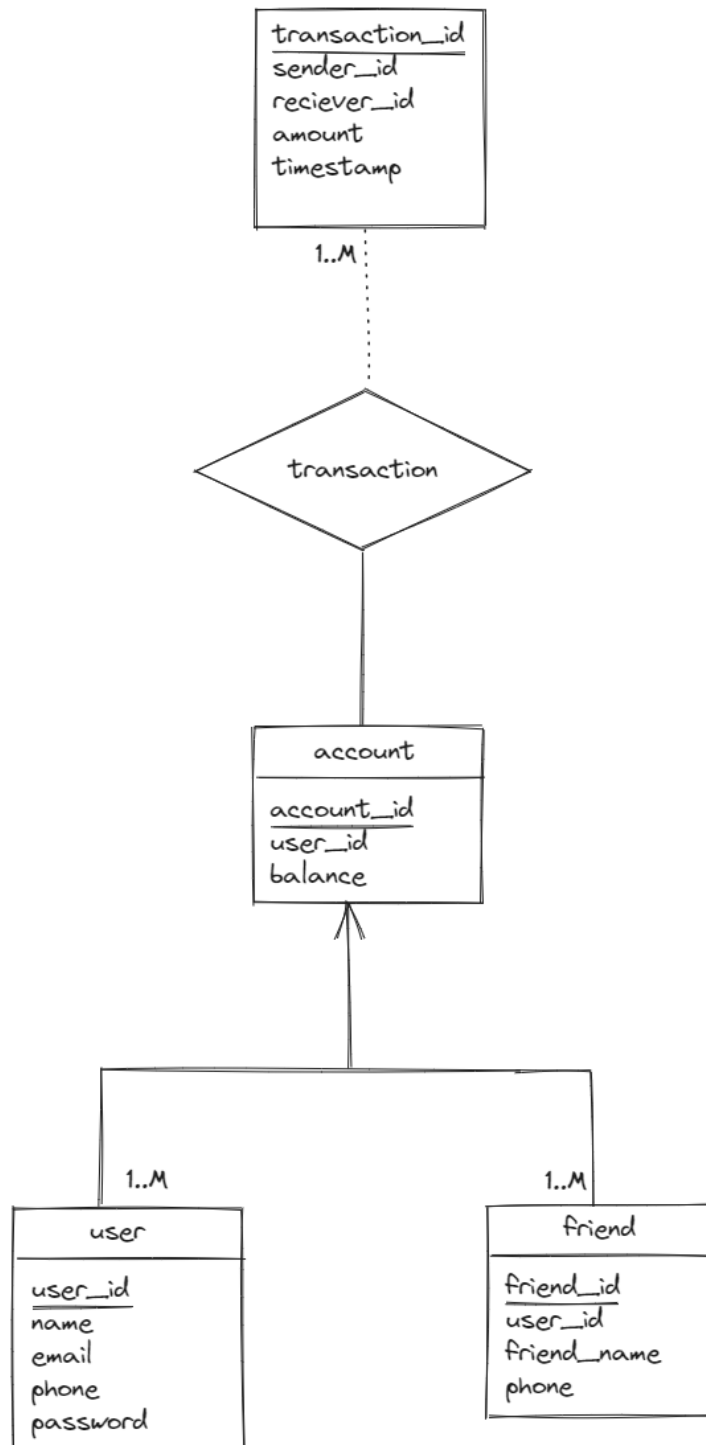 transaction_id
sender_id
reciever_id
amount
timestamp
1..M
transaction
account
account_id
user_id
balance
1..M
1..M
user
user_id
name
email
phone
password
friend
friend_id
user_id
friend_name
phone